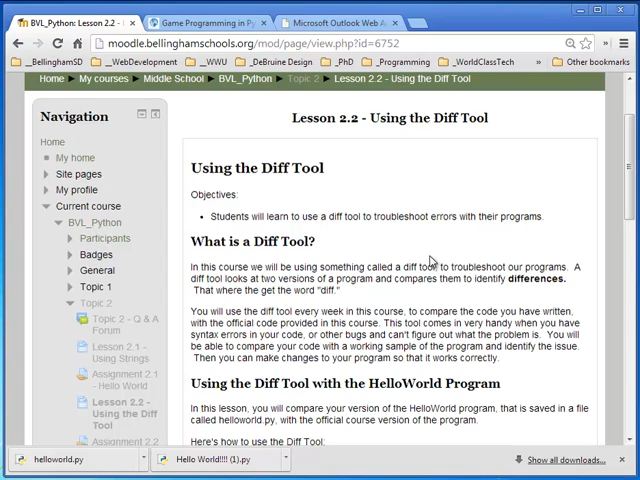 BVL_Python: Lesson 2.2 - U
Game Programming in Py
Microsoft Outlook Web A
moodle.bellinghamschools.org/mod/page/view.php?id=6752
_BellinghamSD
_WebDevelopment
_WWU
_DeBruine Design
_PhD
_Programming
_WorldClassTech
»
Other bookmarks
Home ► My courses ► Middle School ► BVL_Python ► Topic 2 ► Lesson 2.2 - Using the Diff Tool
Navigation
Home
My home
Site pages
My profile
Current course
BVL_Python
Participants
Badges
General
Topic 1
Topic 2
Topic 2 - Q & A
Forum
Lesson 2.1 -
Using Strings
Assignment 2.1
- Hello World
Lesson 2.2 -
Using the Diff
Tool
Assignment 2.2
Lesson 2.2 - Using the Diff Tool
Using the Diff Tool
Objectives:
• Students will learn to use a diff tool to troubleshoot errors with their programs.
What is a Diff Tool?
In this course we will be using something called a diff tool, to troubleshoot our programs. A
diff tool looks at two versions of a program and compares them to identify differences.
That where the get the word "diff."
You will use the diff tool every week in this course, to compare the code you have written,
with the official code provided in this course. This tool comes in very handy when you have
syntax errors in your code, or other bugs and can't figure out what the problem is. You will
be able to compare your code with a working sample of the program and identify the issue.
Then you can make changes to your program so that it works correctly.
Using the Diff Tool with the HelloWorld Program
In this lesson, you will compare your version of the HelloWorld program, that is saved in a file
called helloworld.py, with the official course version of the program.
Here's how to use the Diff Tool:
helloworld.py
Hello World!!!! (1).py
Show all downloads...